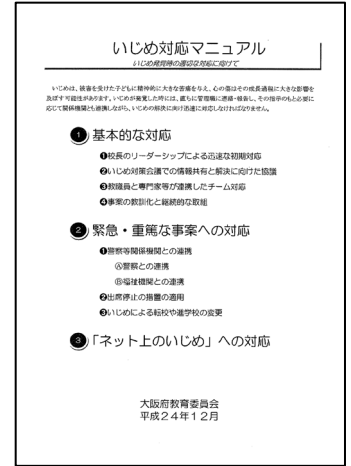 いじめ対応マニュアル
いじめ発見時の適切な対応に向けて
いじめは、被害を受けた子どもに精神的に大きな苦痛を与え、心の傷はその成長過程に大きな影響を
及ぼす可能性があります。いじめが発覚した時には、直ちに管理職に連絡・報告し、その指示のもと必要に
応じて関係機関とも連携しながら、いじめの解決に向け迅速に対応しなければなりません。
❶ 基本的な対応
❶校長のリーダーシップによる迅速な初期対応
❷いじめ対策会議での情報共有と解決に向けた協議
❸教職員と専門家等が連携したチーム対応
❹事案の教訓化と継続的な取組
❷ 緊急・重篤な事案への対応
❶警察等関係機関との連携
Ⓐ警察との連携
Ⓑ福祉機関との連携
❷出席停止の措置の適用
❸いじめによる転校や進学校の変更
❸ 「ネット上のいじめ」への対応
大阪府教育委員会
平成24年12月